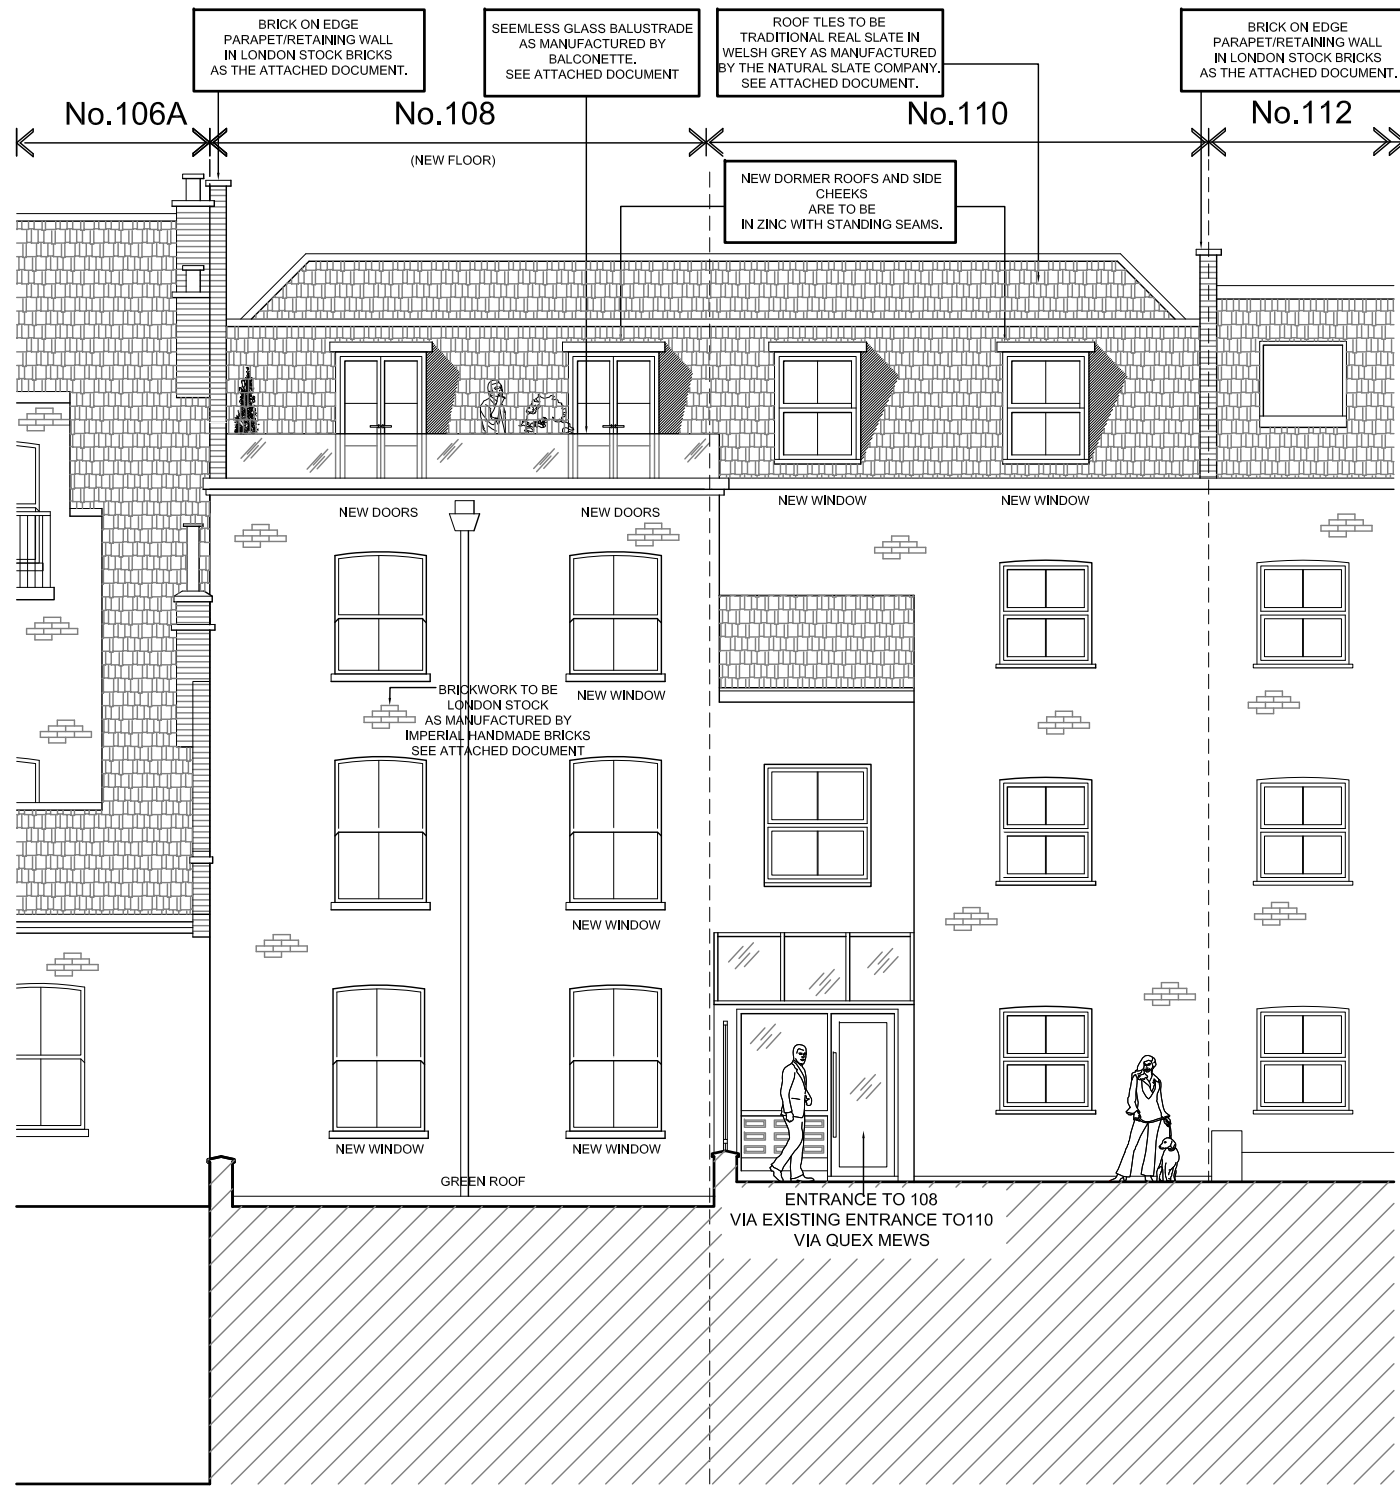 BRICK ON EDGE
PARAPET/RETAINING WALL
IN LONDON STOCK BRICKS
AS THE ATTACHED DOCUMENT.
SEEMLESS GLASS BALUSTRADE
AS MANUFACTURED BY
BALCONETTE.
SEE ATTACHED DOCUMENT
ROOF TLES TO BE
TRADITIONAL REAL SLATE IN
WELSH GREY AS MANUFACTURED
BY THE NATURAL SLATE COMPANY.
SEE ATTACHED DOCUMENT.
BRICK ON EDGE
PARAPET/RETAINING WALL
IN LONDON STOCK BRICKS
AS THE ATTACHED DOCUMENT.
No.106A
No.108
No.110
No.112
(NEW FLOOR)
NEW DORMER ROOFS AND SIDE
CHEEKS
ARE TO BE
IN ZINC WITH STANDING SEAMS.
NEW DOORS
NEW DOORS
NEW WINDOW
NEW WINDOW
BRICKWORK TO BE
LONDON STOCK
AS MANUFACTURED BY
IMPERIAL HANDMADE BRICKS
SEE ATTACHED DOCUMENT
NEW WINDOW
NEW WINDOW
NEW WINDOW
NEW WINDOW
GREEN ROOF
ENTRANCE TO 108
VIA EXISTING ENTRANCE TO110
VIA QUEX MEWS